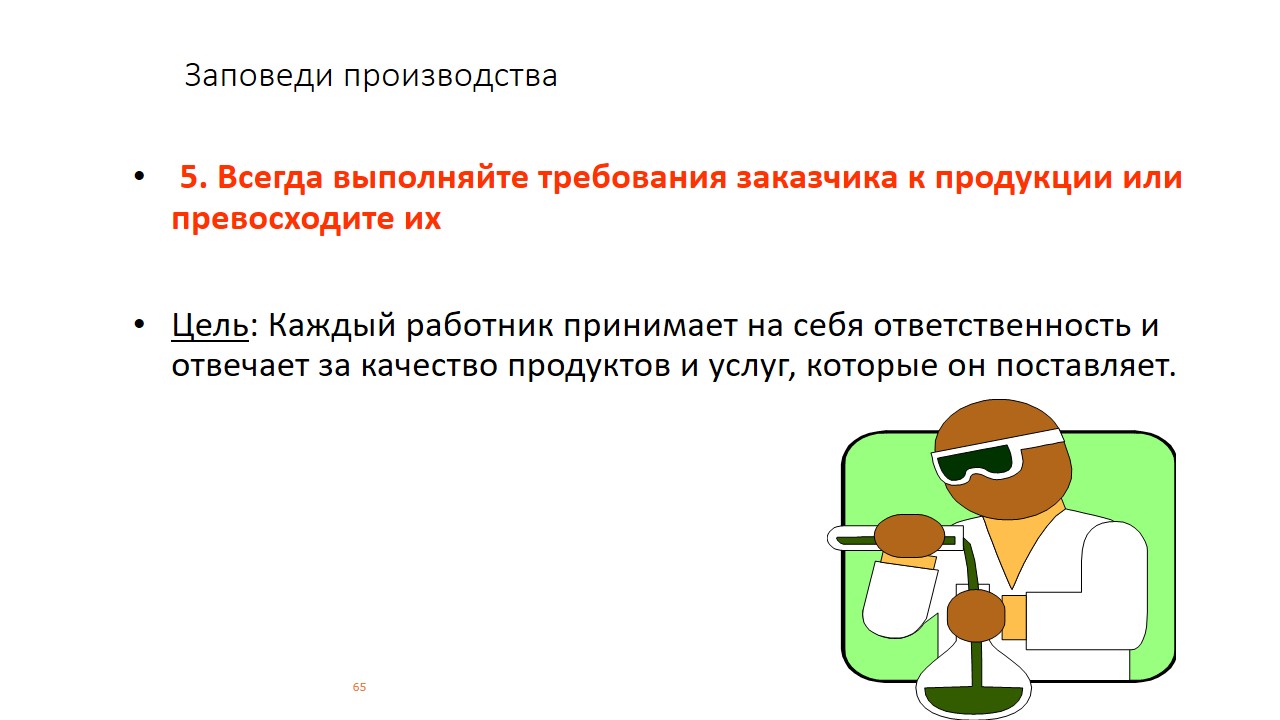 Заповеди производства
• 5. Всегда выполняйте требования заказчика к продукции или
превосходите их
• Цель: Каждый работник принимает на себя ответственность и
отвечает за качество продуктов и услуг, которые он поставляет.
65